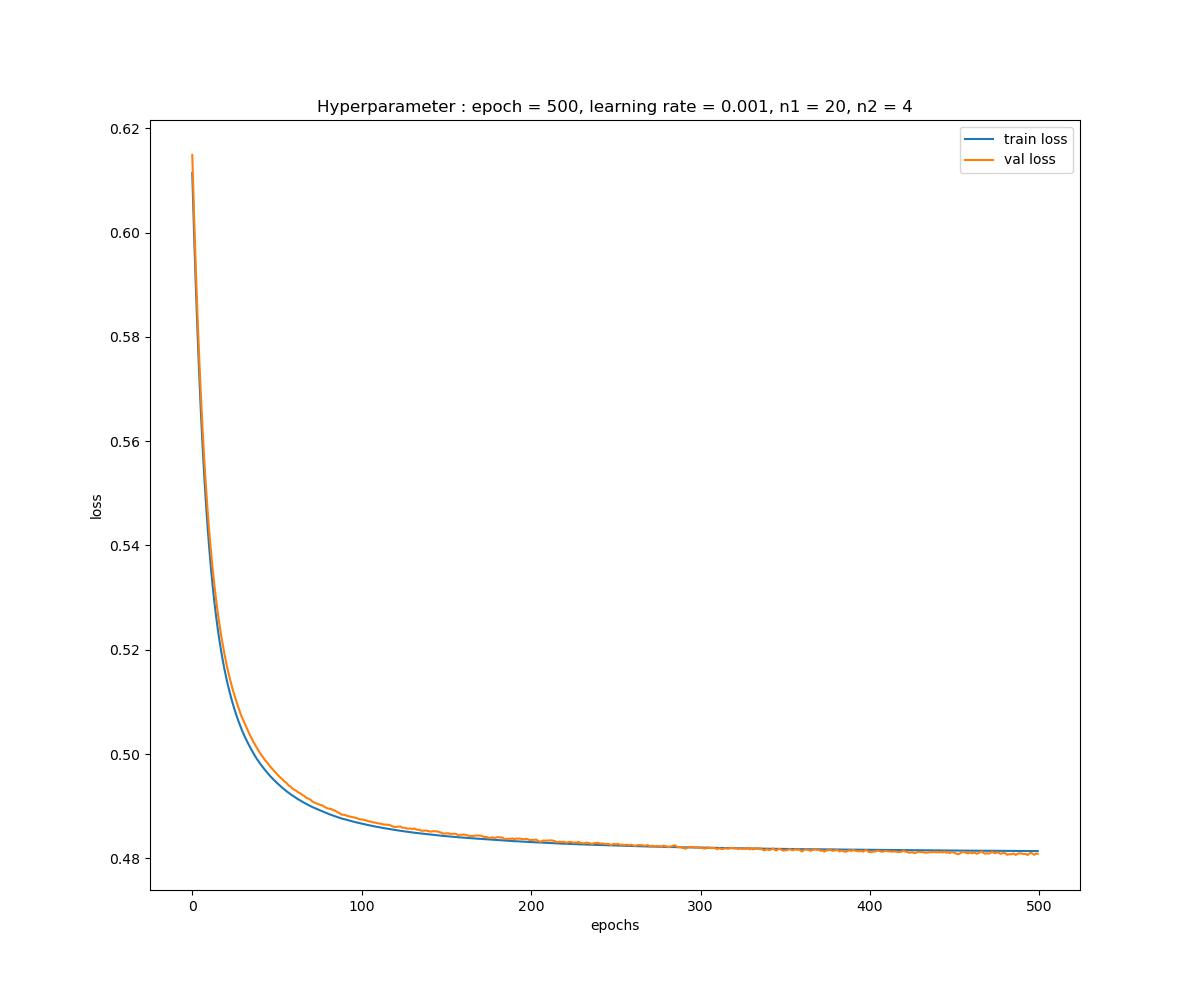 Hyperparameter : epoch = 500, learning rate = 0.001, n1 = 20, n2 = 4
train loss
val loss
0.62
0.60
0.58
0.56
0.54
0.52
0.50
0.48
loss
0 100 200 300 400 500
epochs